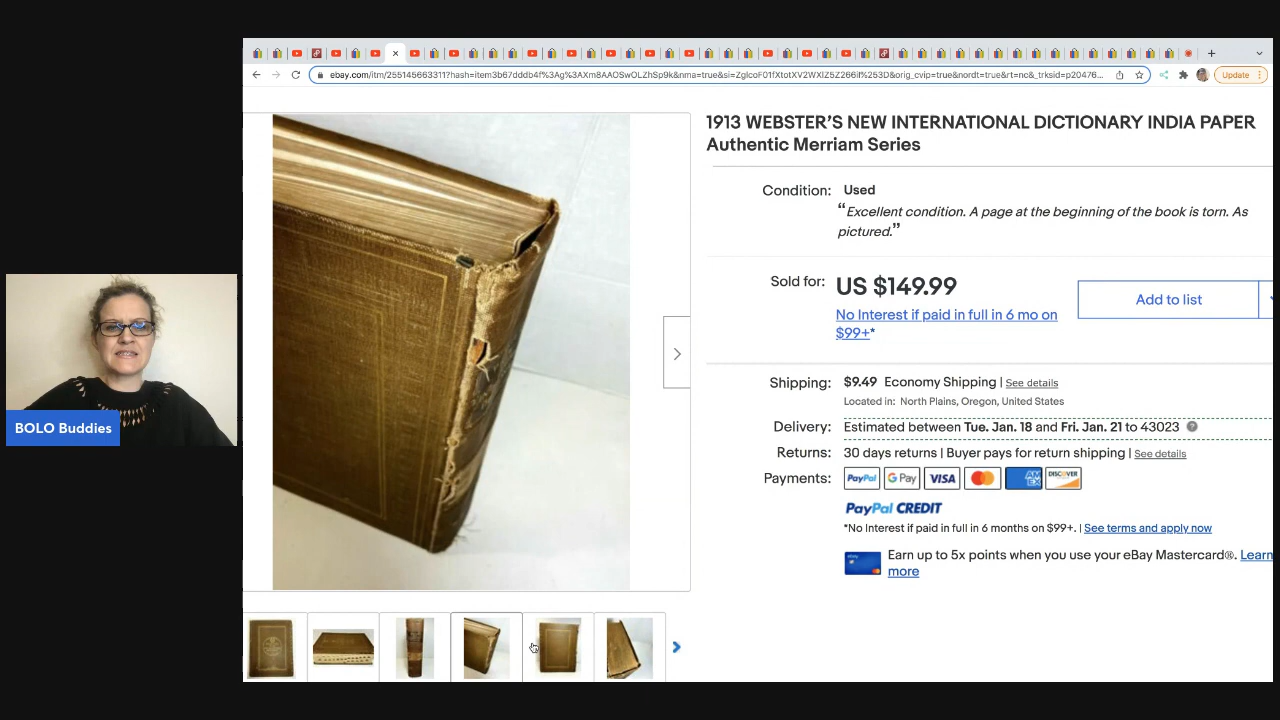 ebay.com/itm/255145663311?hash=item3b67dddb4f%3Ag%3AXm8AAOSwOLZhSp9k&nma=true&si=ZglcoF01fXtotXV2WXIZ5Z266if%253D&orig_cvip=true&nordt=true&rt=nc&_trksid=p20476...
Update
1913 WEBSTER'S NEW INTERNATIONAL DICTIONARY INDIA PAPER
Authentic Merriam Series
Condition: Used
“Excellent condition. A page at the beginning of the book is torn. As
pictured.”
Sold for: US $149.99
Add to list
No Interest if paid in full in 6 mo on
$99+*
Shipping: $9.49 Economy Shipping | See details
Located in: North Plains, Oregon, United States
Delivery: Estimated between Tue. Jan. 18 and Fri. Jan. 21 to 43023 ?
Returns: 30 days returns | Buyer pays for return shipping | See details
Payments: PayPal G Pay VISA AMEX DISCOVER
PayPal CREDIT
*No Interest if paid in full in 6 months on $99+. | See terms and apply now
Earn up to 5x points when you use your eBay Mastercard®. Learn
more
BOLO Buddies